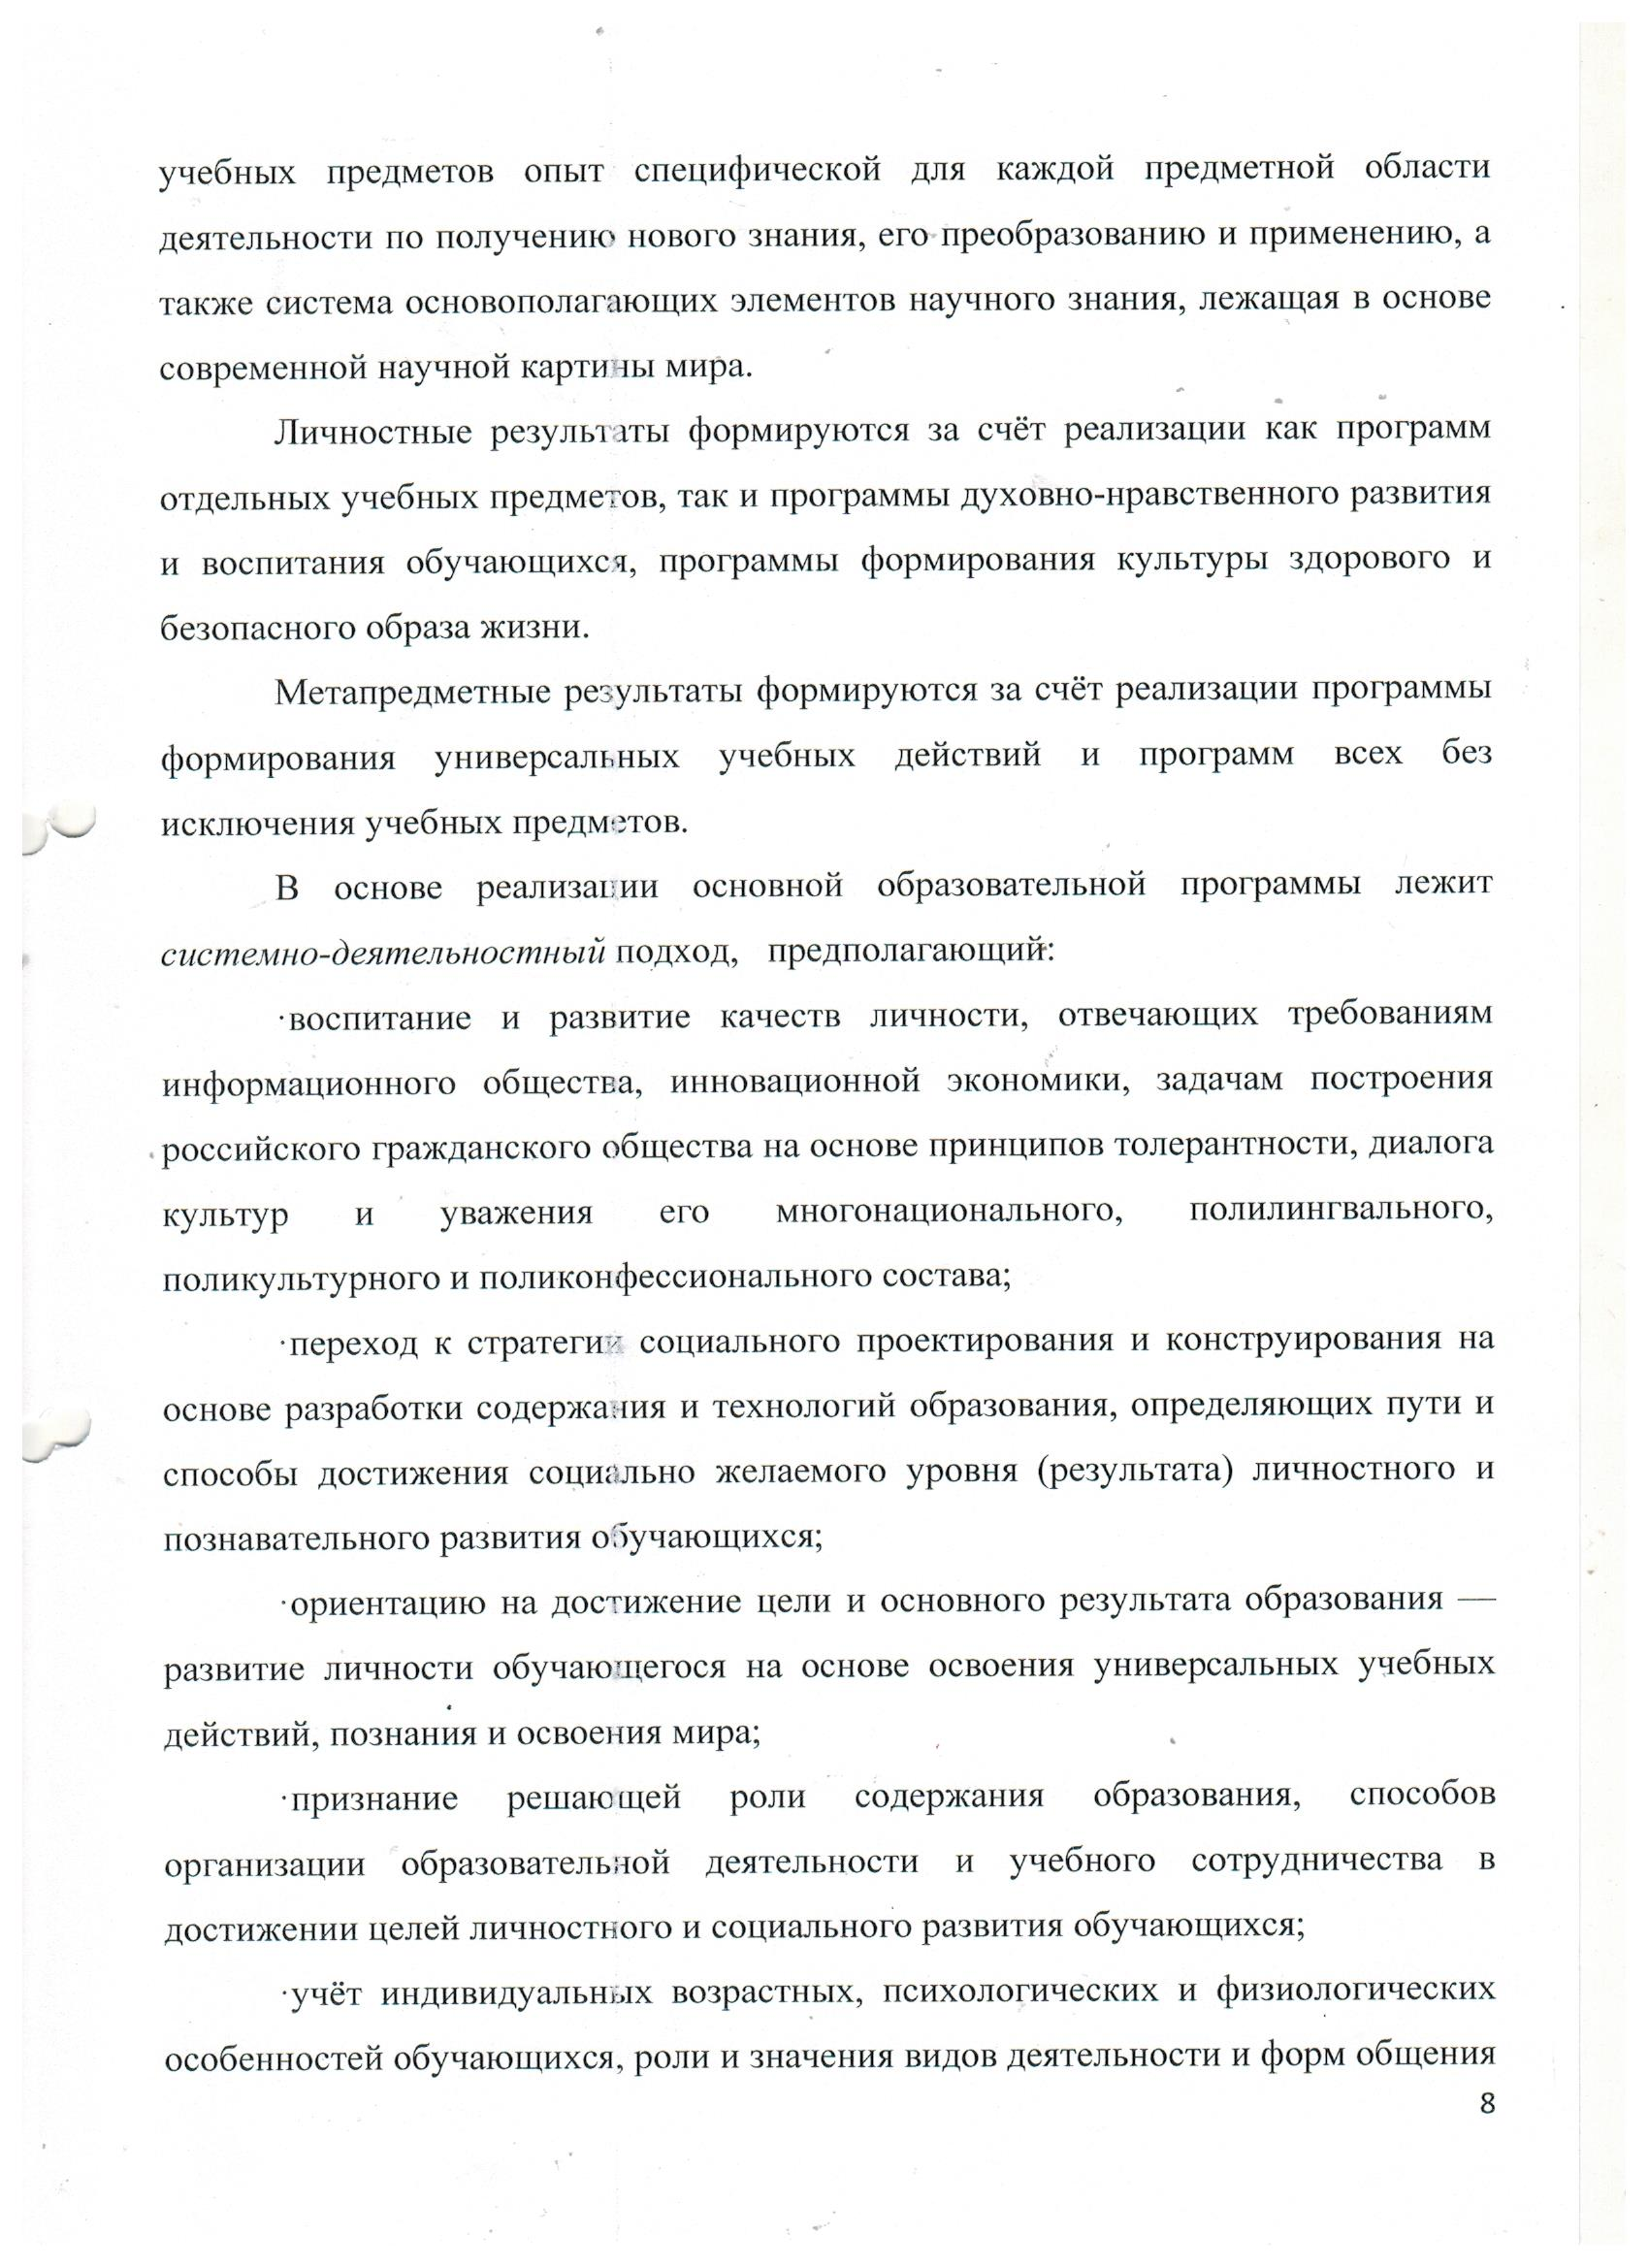 учебных предметов опыт специфической для каждой предметной области
деятельности по получению нового знания, его преобразованию и применению, а
также система основополагающих элементов научного знания, лежащая в основе
современной научной картины мира.
Личностные результаты формируются за счёт реализации как программ
отдельных учебных предметов, так и программы духовно-нравственного развития
и воспитания обучающихся, программы формирования культуры здорового и
безопасного образа жизни.
Метапредметные результаты формируются за счёт реализации программы
формирования универсальных учебных действий и программ всех без
исключения учебных предметов.
В основе реализации основной образовательной программы лежит
системно-деятельностный подход, предполагающий:
·воспитание и развитие качеств личности, отвечающих требованиям
информационного общества, инновационной экономики, задачам построения
российского гражданского общества на основе принципов толерантности, диалога
культур и уважения его многонационального, полилингвального,
поликультурного и поликонфессионального состава;
·переход к стратегии социального проектирования и конструирования на
основе разработки содержания и технологий образования, определяющих пути и
способы достижения социально желаемого уровня (результата) личностного и
познавательного развития обучающихся;
·ориентацию на достижение цели и основного результата образования —
развитие личности обучающегося на основе освоения универсальных учебных
действий, познания и освоения мира;
·признание решающей роли содержания образования, способов
организации образовательной деятельности и учебного сотрудничества в
достижении целей личностного и социального развития обучающихся;
·учёт индивидуальных возрастных, психологических и физиологических
особенностей обучающихся, роли и значения видов деятельности и форм общения
8